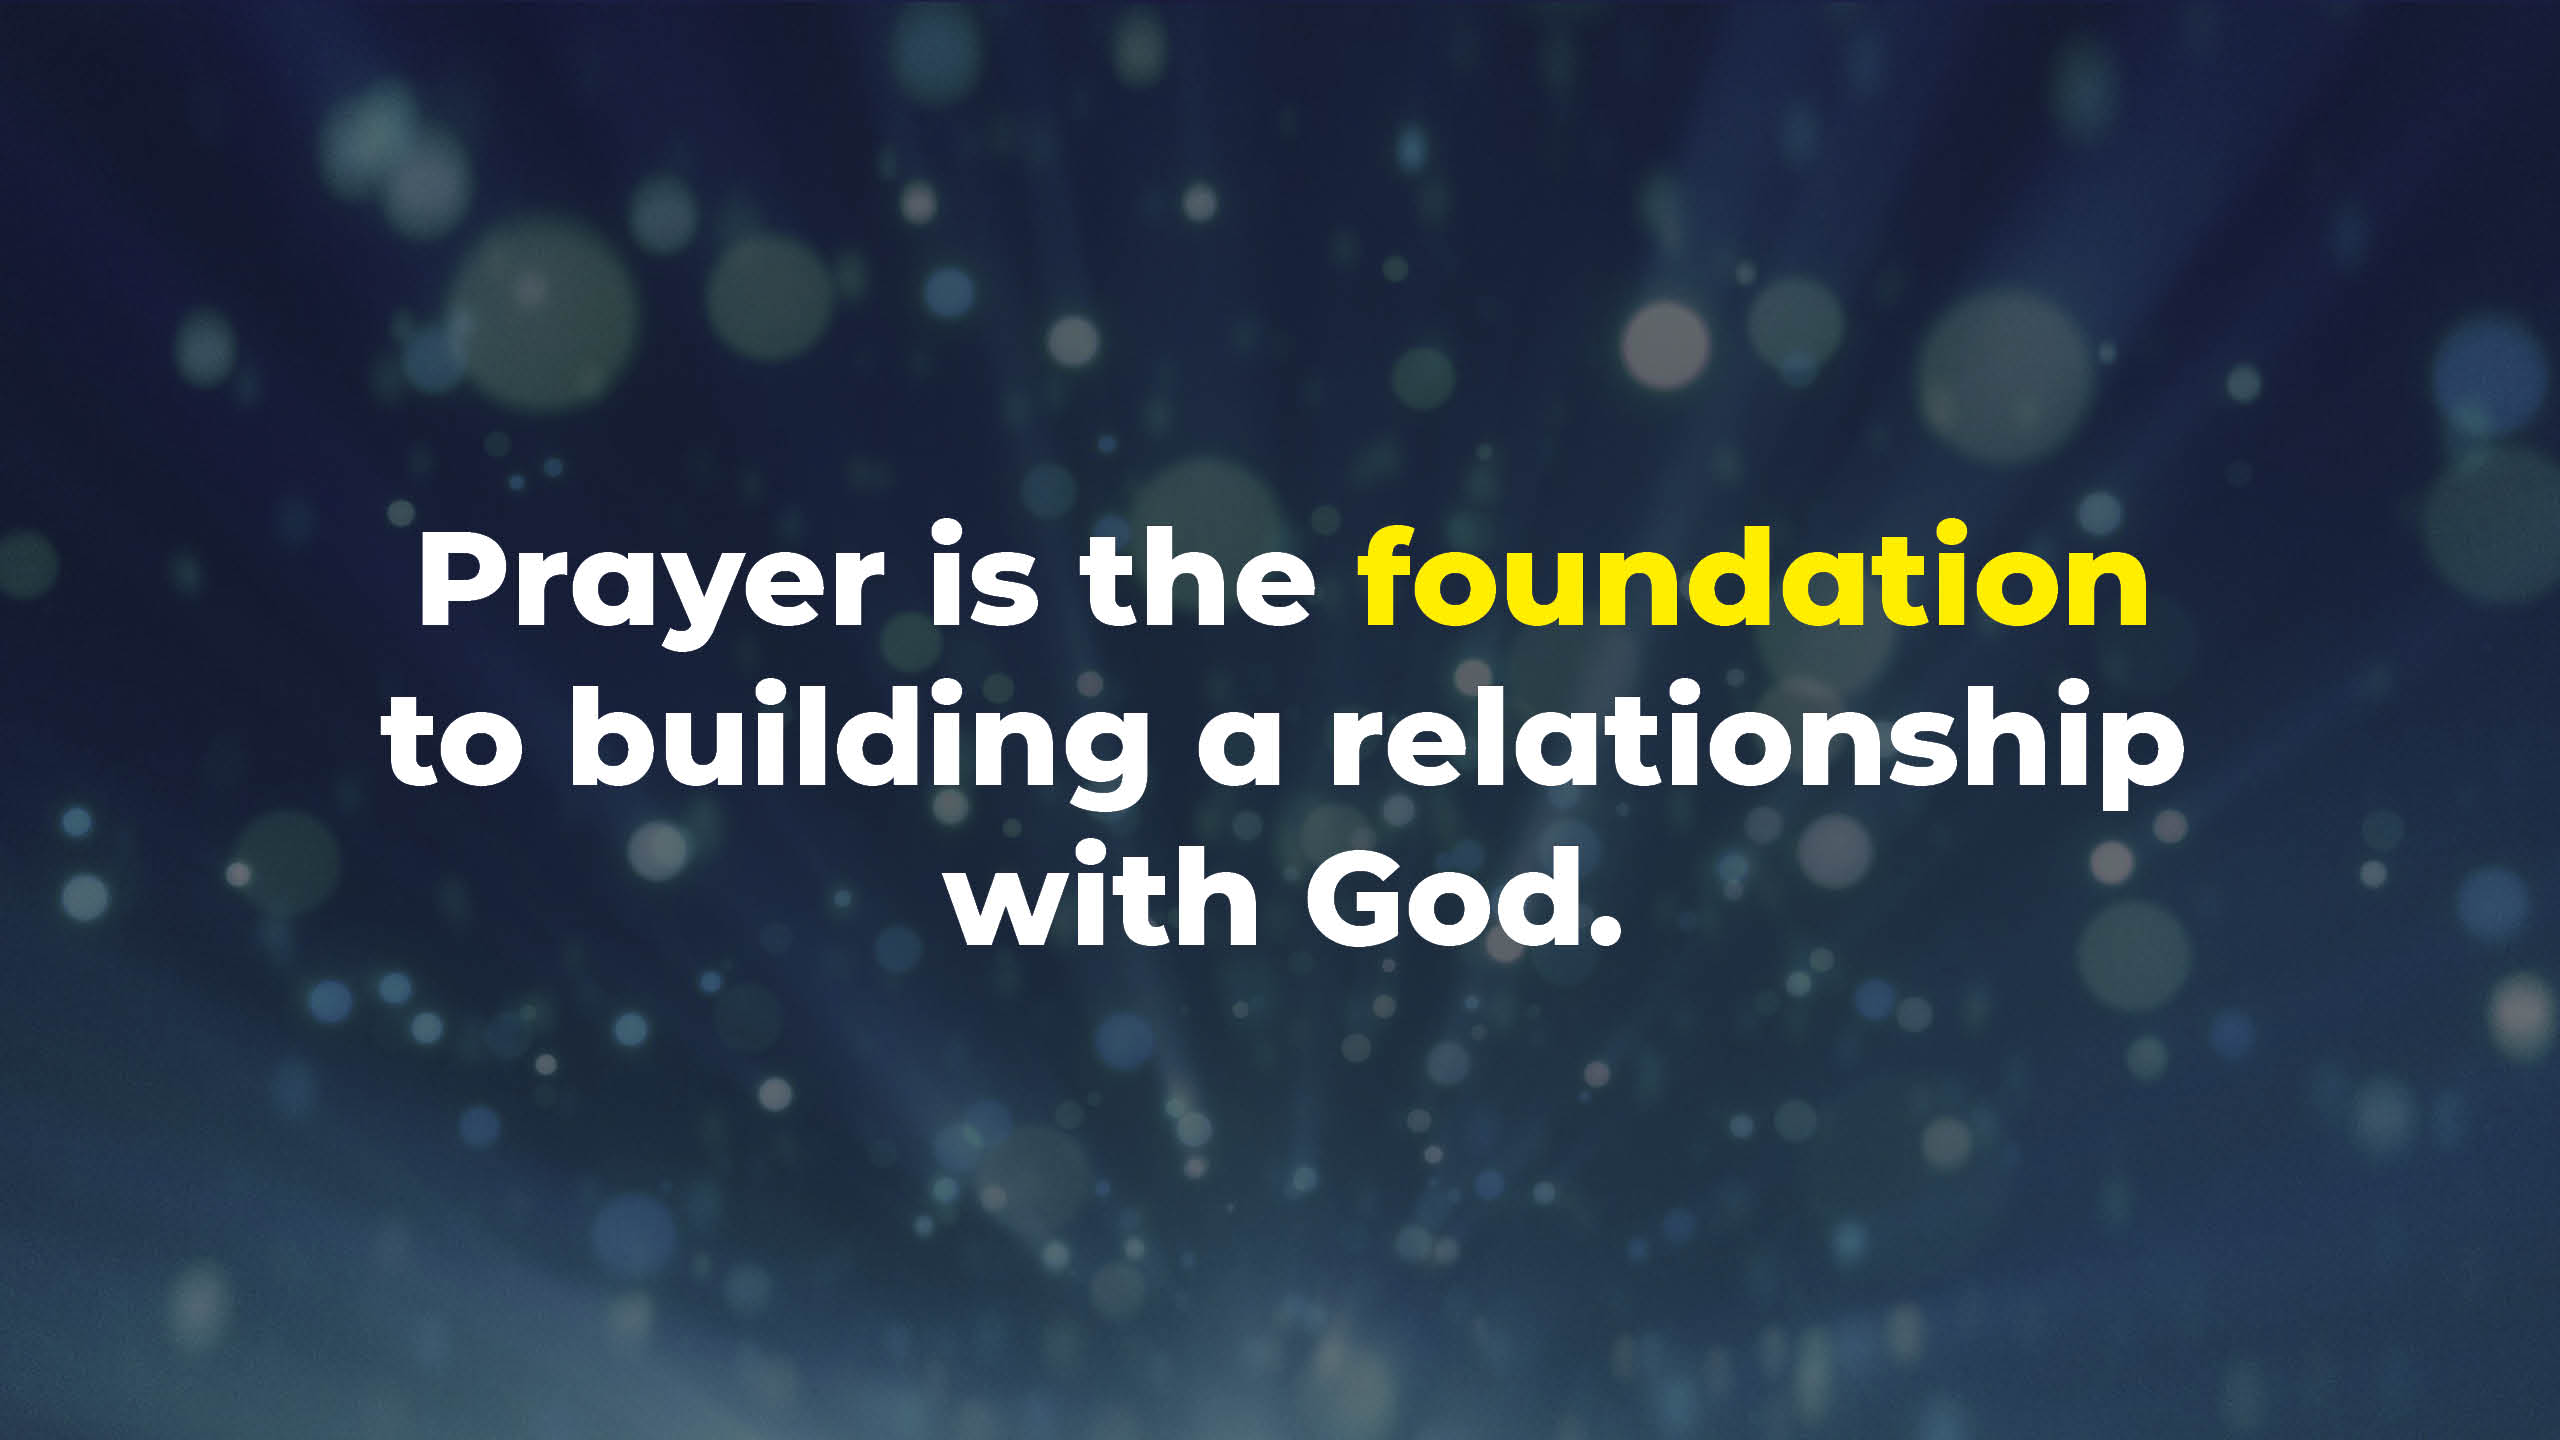 Prayer is the foundation
to building a relationship
with God.